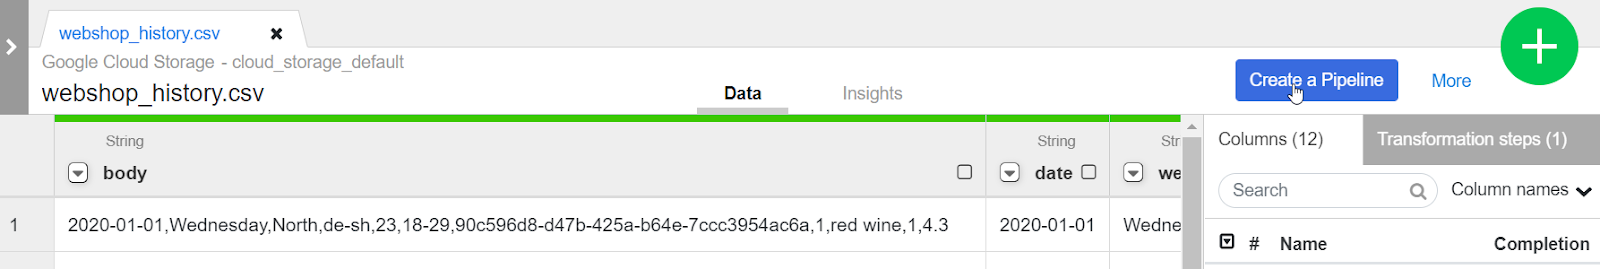 webshop_history.csv
Google Cloud Storage - cloud_storage_default
webshop_history.csv
Data
Insights
Create a Pipeline
More
Columns (12)
Transformation steps (1)
String
String
Str
body
date
we
Search
Column names
1
2020-01-01,Wednesday,North,de-sh,23,18-29,90c596d8-d47b-425a-b64e-7ccc3954ac6a,1,red wine,1,4.3
2020-01-01
Wedne
# Name Completion